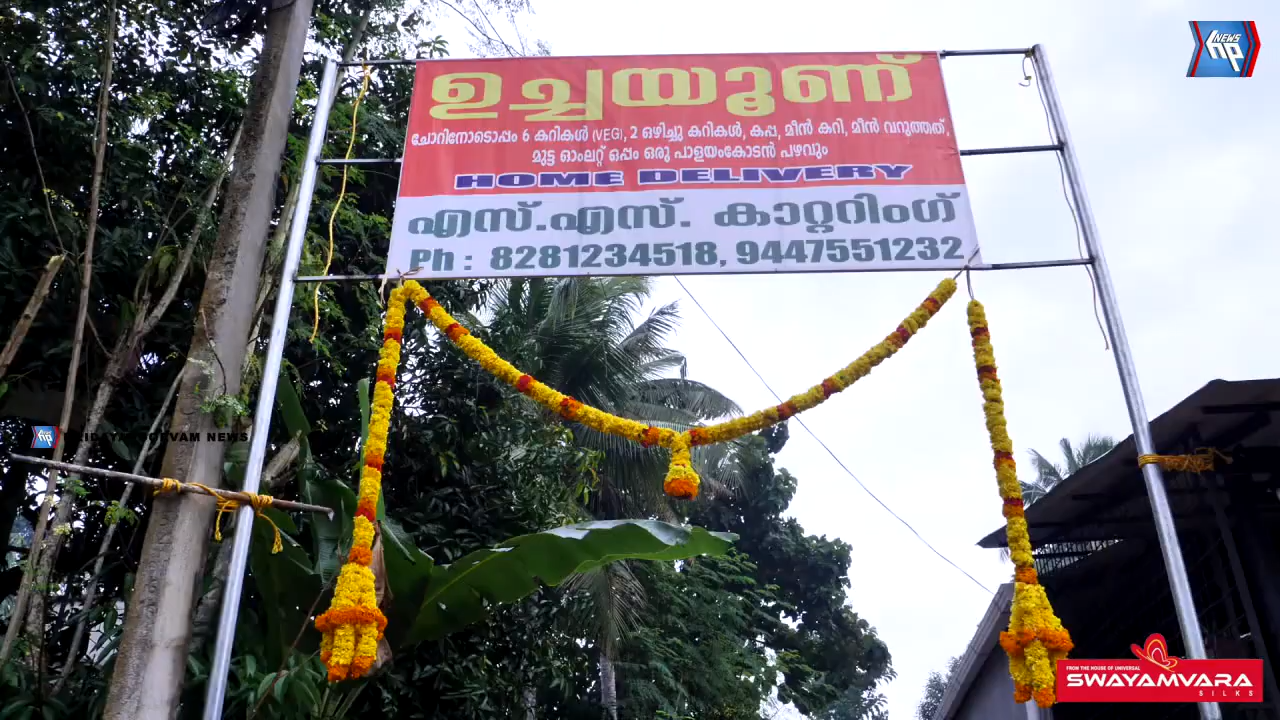 NEWS
ഉച്ചയൂണ്
ചോറിനോടൊപ്പം 6 കറികൾ (VEG), 2 ഒഴിച്ചു കറികൾ, കപ്പ, മീൻ കറി, മീൻ വറുത്തത്,
മുട്ട ഓംലറ്റ് ഒപ്പം ഒരു പാളയംകോടൻ പഴവും
HOME DELIVERY
എസ്.എസ്. കാറ്ററിംഗ്
Ph : 8281234518, 9447551232
NEWS
FROM THE HOUSE OF UNIVERSAL
SWAYAMVARA
SILKS